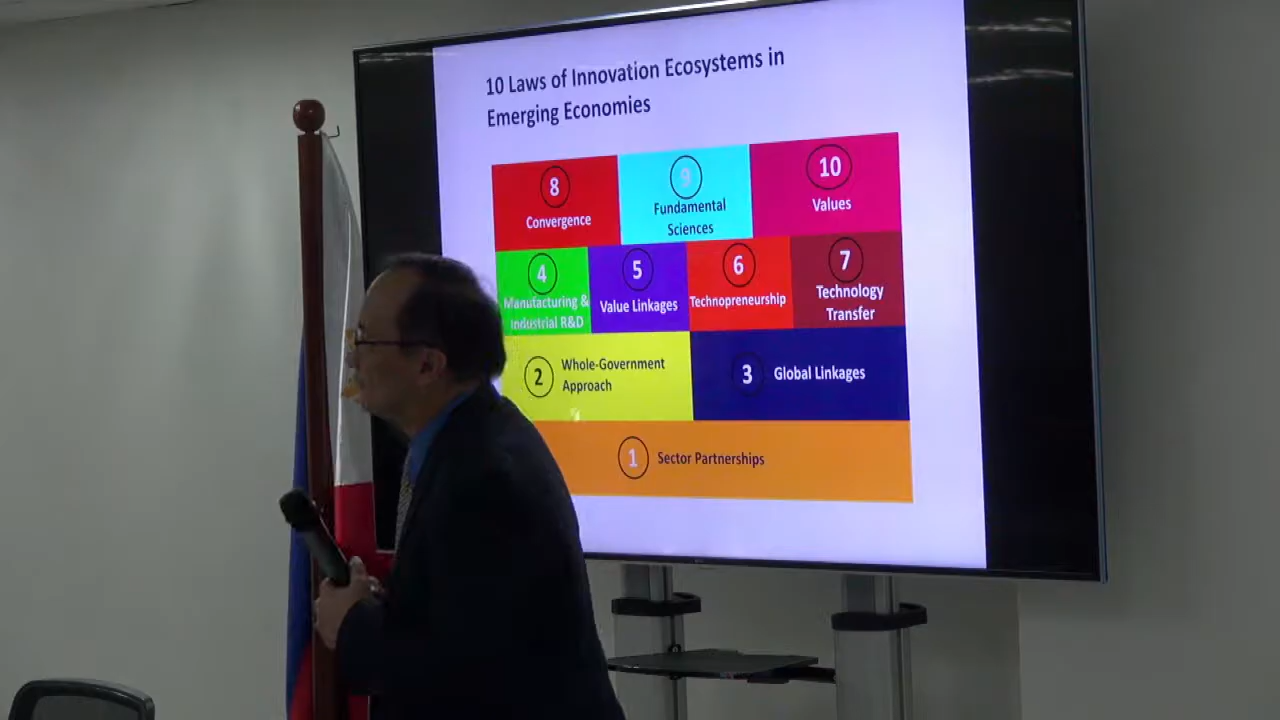 10 Laws of Innovation Ecosystems in
Emerging Economies
8
Convergence
9
Fundamental
Sciences
10
Values
4
Manufacturing &
Industrial R&D
5
Value Linkages
6
Technopreneurship
7
Technology
Transfer
2
Whole-Government
Approach
3
Global Linkages
1
Sector Partnerships